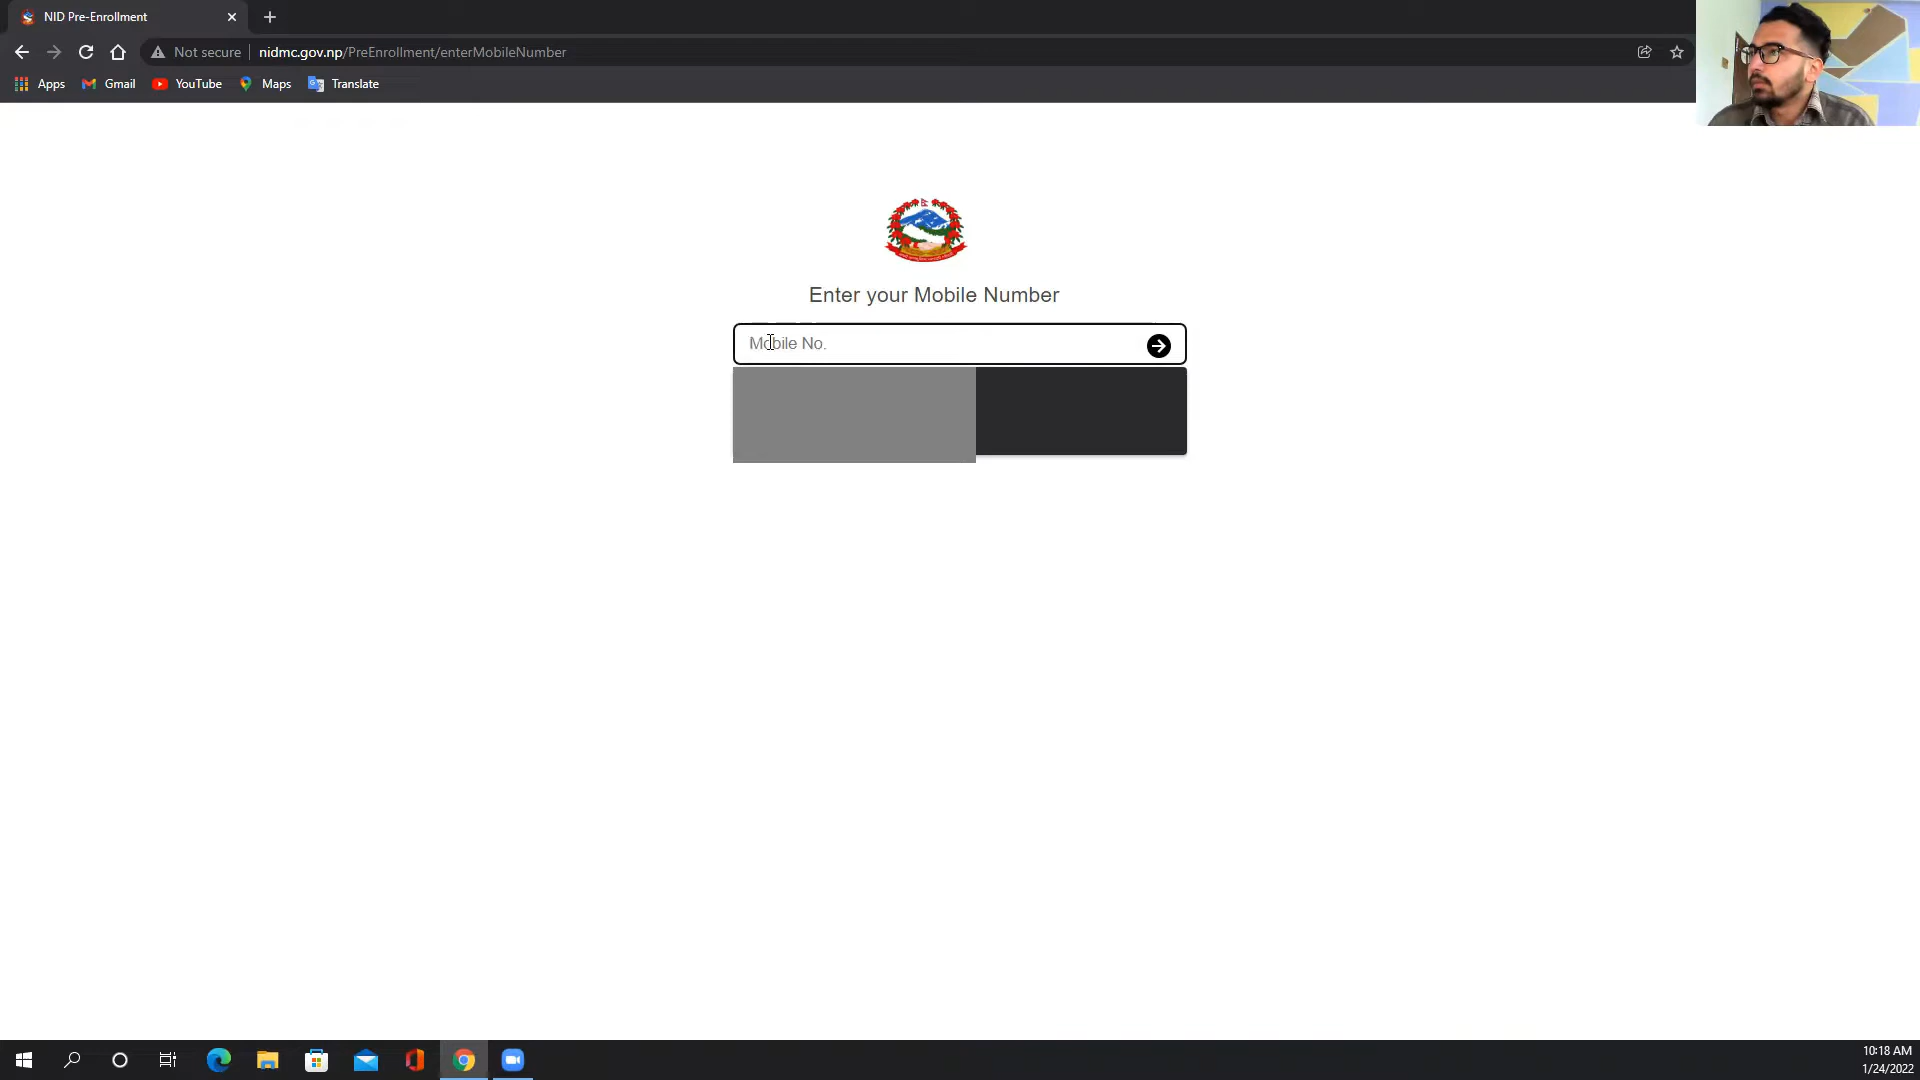 NID Pre-Enrollment
Not secure
nidmc.gov.np/PreEnrollment/enterMobileNumber
Apps
Gmail
YouTube
Maps
Translate
Enter your Mobile Number
Mobile No.
10:18 AM
1/24/2022